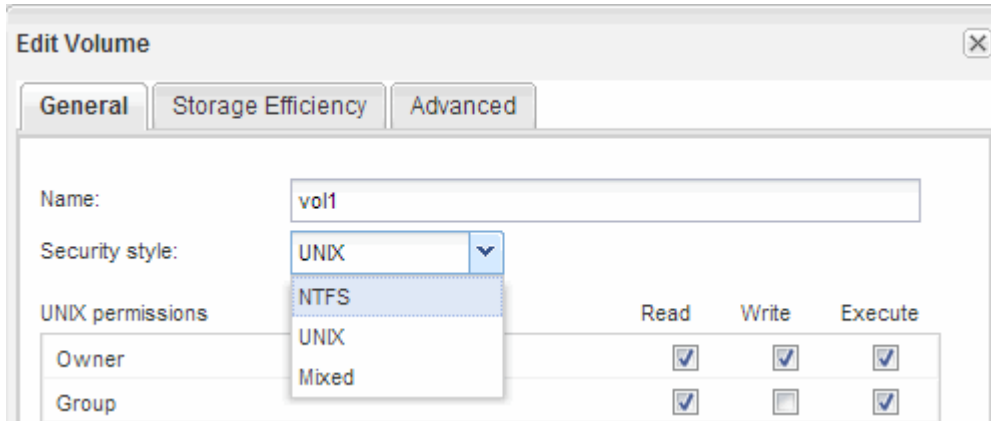 Edit Volume
General Storage Efficiency Advanced
Name: vol1
Security style: UNIX
NTFS
UNIX permissions Read Write Execute
UNIX
Owner
Mixed
Group